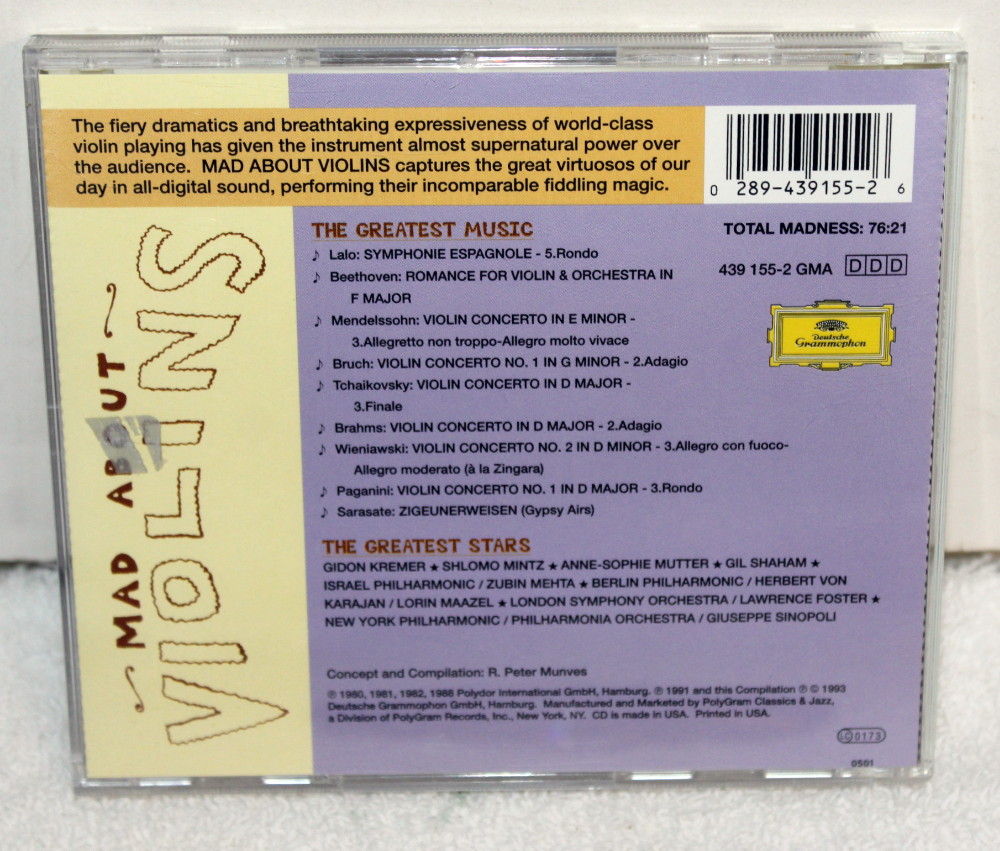 The fiery dramatics and breathtaking expressiveness of world-class
violin playing has given the instrument almost supernatural power over
the audience. MAD ABOUT VIOLINS captures the great virtuosos of our
day in all-digital sound, performing their incomparable fiddling magic.
0 289-439155-2 6
MAD ABOUT
VIOLINS
THE GREATEST MUSIC
♪ Lalo: SYMPHONIE ESPAGNOLE - 5.Rondo
♪ Beethoven: ROMANCE FOR VIOLIN & ORCHESTRA IN
F MAJOR
♪ Mendelssohn: VIOLIN CONCERTO IN E MINOR -
3.Allegretto non troppo-Allegro molto vivace
♪ Bruch: VIOLIN CONCERTO NO. 1 IN G MINOR - 2.Adagio
♪ Tchaikovsky: VIOLIN CONCERTO IN D MAJOR -
3.Finale
♪ Brahms: VIOLIN CONCERTO IN D MAJOR - 2.Adagio
♪ Wieniawski: VIOLIN CONCERTO NO. 2 IN D MINOR - 3.Allegro con fuoco-
Allegro moderato (à la Zingara)
♪ Paganini: VIOLIN CONCERTO NO. 1 IN D MAJOR - 3.Rondo
♪ Sarasate: ZIGEUNERWEISEN (Gypsy Airs)
TOTAL MADNESS: 76:21
439 155-2 GMA DDD
Deutsche
Grammophon
THE GREATEST STARS
GIDON KREMER ★ SHLOMO MINTZ ★ ANNE-SOPHIE MUTTER ★ GIL SHAHAM ★
ISRAEL PHILHARMONIC / ZUBIN MEHTA ★ BERLIN PHILHARMONIC / HERBERT VON
KARAJAN / LORIN MAAZEL ★ LONDON SYMPHONY ORCHESTRA / LAWRENCE FOSTER ★
NEW YORK PHILHARMONIC / PHILHARMONIA ORCHESTRA / GIUSEPPE SINOPOLI
Concept and Compilation: R. Peter Munves
℗ 1980, 1981, 1982, 1988 Polydor International GmbH, Hamburg. ℗ 1991 and this Compilation ℗ © 1993
Deutsche Grammophon GmbH, Hamburg. Manufactured and Marketed by PolyGram Classics & Jazz,
a Division of PolyGram Records, Inc., New York, NY. CD is made in USA. Printed in USA.
LC 0173
0501